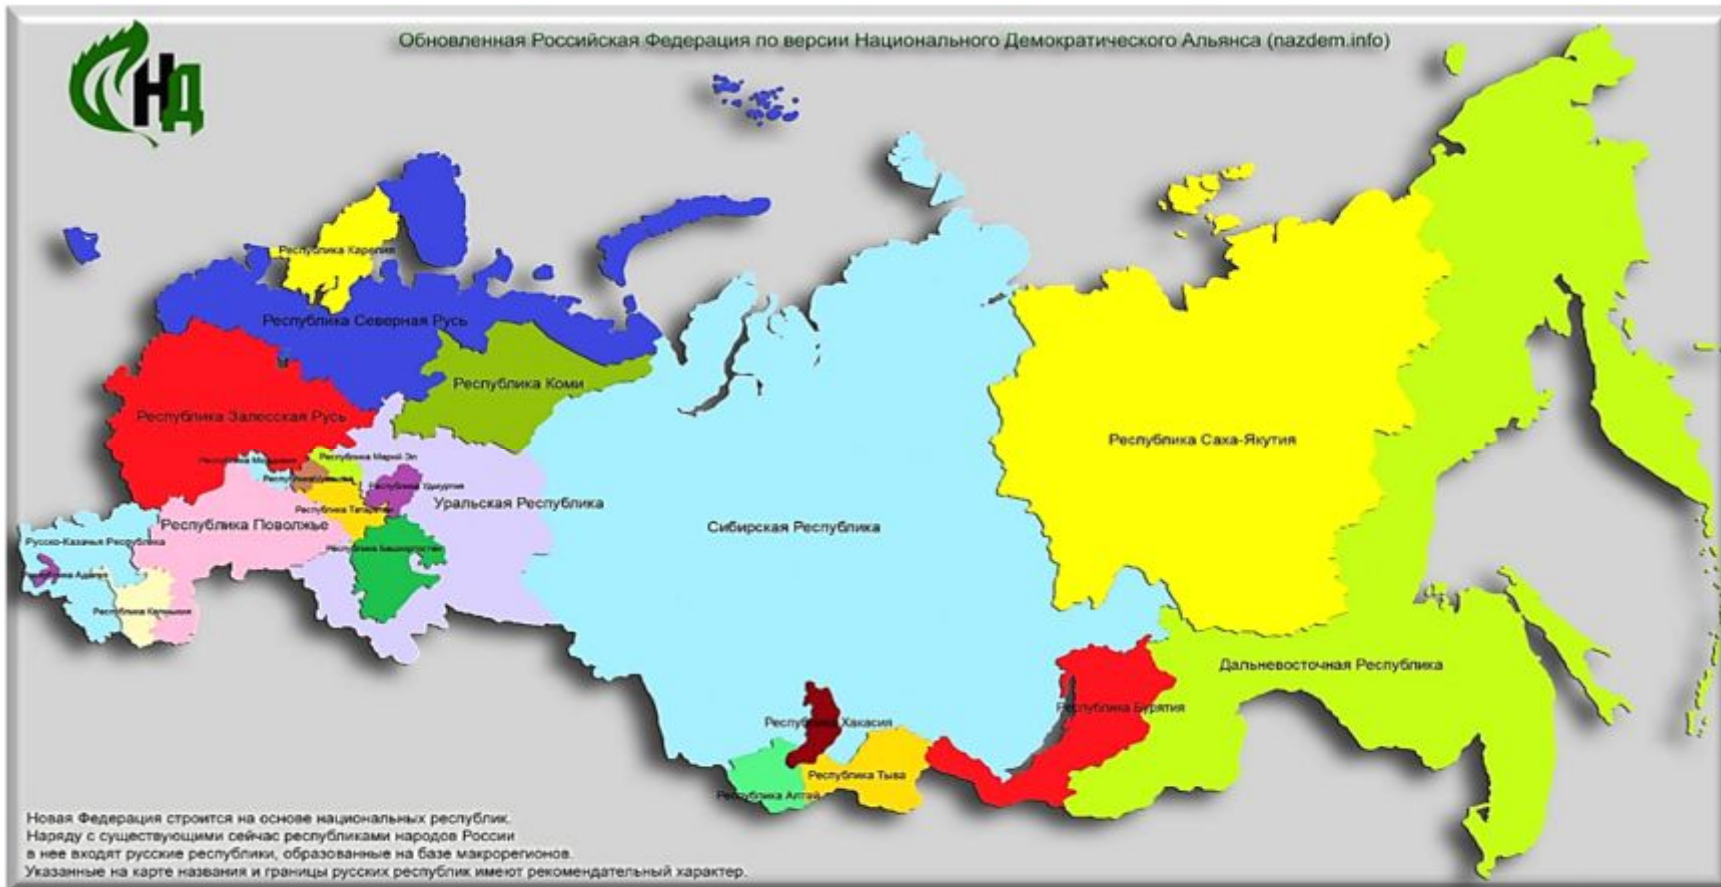 Обновленная Российская Федерация по версии Национального Демократического Альянса (nazdem.info)
НД
Республика Карелия
Республика Северная Русь
Республика Коми
Республика Залесская Русь
Республика Саха-Якутия
Республика Марий-Эл
Республика
Республика
Республика Удмуртия
Уральская Республика
Республика Татарстан
Республика Поволжье
Сибирская Республика
Русско-Казачья Республика
Республика Башкортостан
Республика Адыгея
Республика Калмыкия
Дальневосточная Республика
Республика Бурятия
Республика Хакасия
Республика Тыва
Республика Алтай
Новая Федерация строится на основе национальных республик.
Наряду с существующими сейчас республиками народов России
в нее входят русские республики, образованные на базе макрорегионов.
Указанные на карте названия и границы русских республик имеют рекомендательный характер.